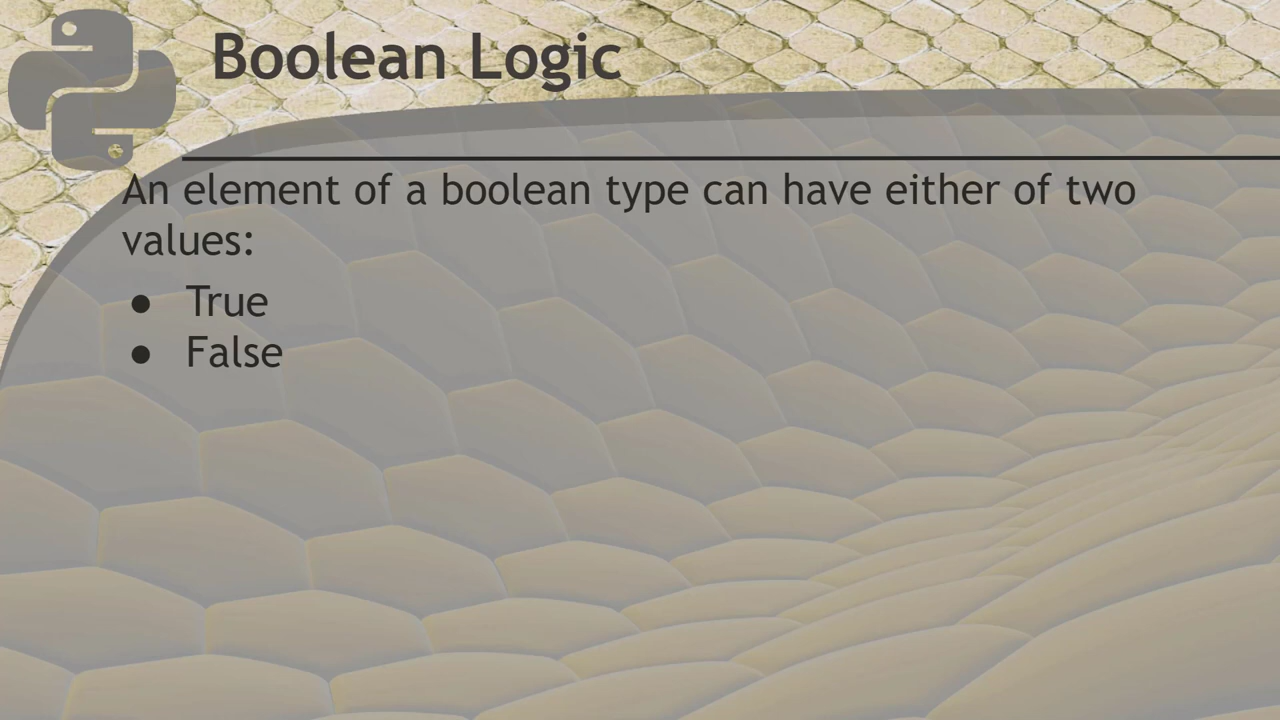 Boolean Logic
An element of a boolean type can have either of two
values:
● True
● False